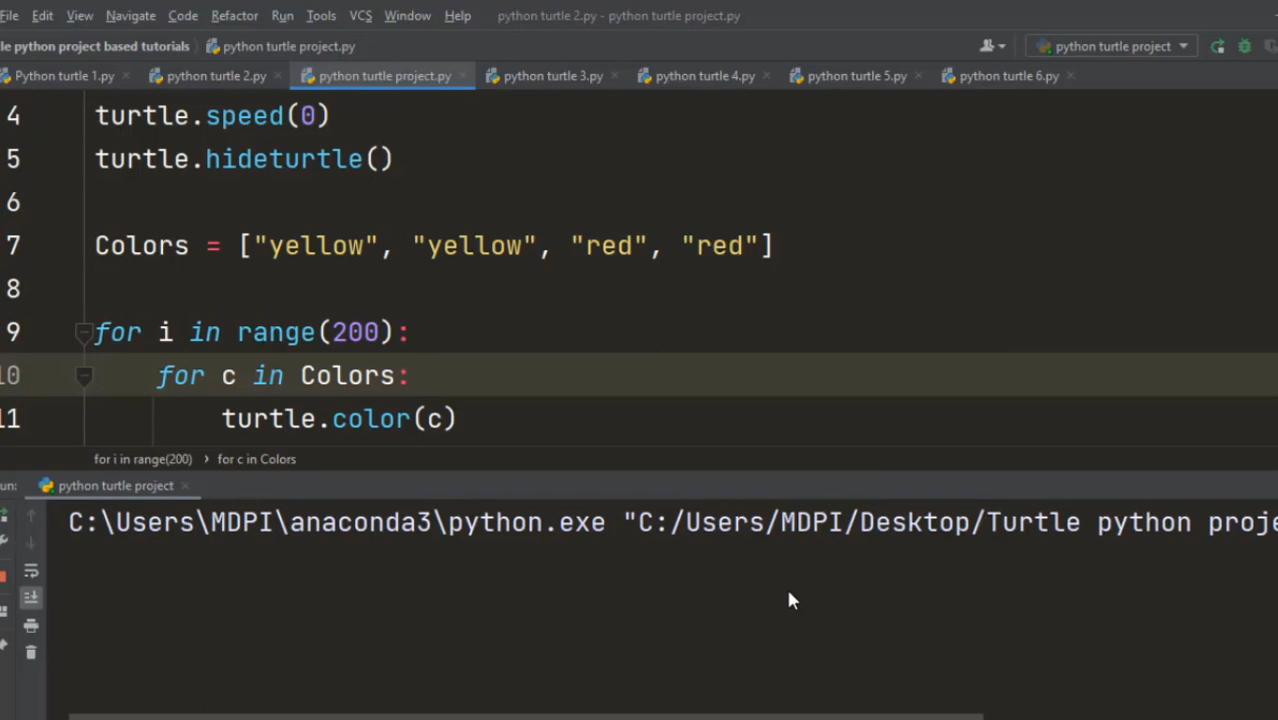 File Edit View Navigate Code Refactor Run Tools VCS Window Help python turtle 2.py - python turtle project.py
le python project based tutorials python turtle project.py python turtle project
Python turtle 1.py python turtle 2.py python turtle project.py python turtle 3.py python turtle 4.py python turtle 5.py python turtle 6.py
4 turtle.speed(0)
5 turtle.hideturtle()
6
7 Colors = ["yellow", "yellow", "red", "red"]
8
9 for i in range(200):
10 for c in Colors:
11 turtle.color(c)
for i in range(200) › for c in Colors
un: python turtle project
C:\Users\MDPI\anaconda3\python.exe "C:/Users/MDPI/Desktop/Turtle python proje